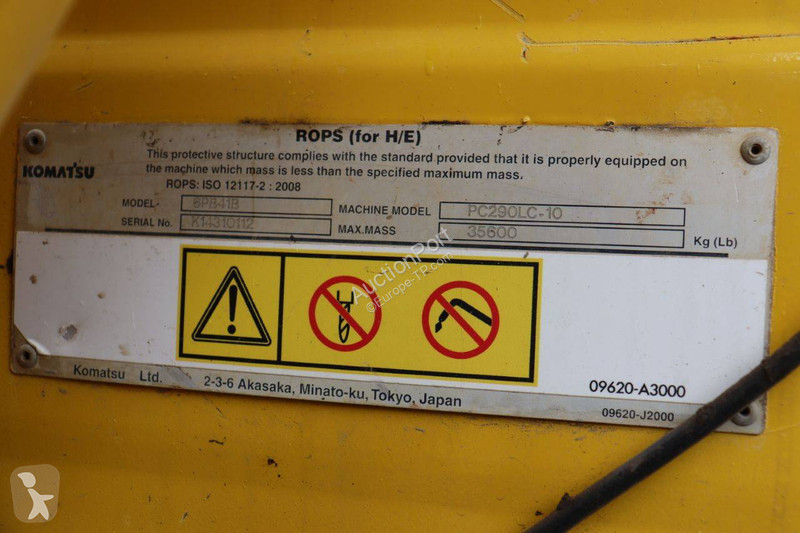 ROPS (for H/E)
KOMATSU
This protective structure complies with the standard provided that it is properly equipped on
the machine which mass is less than the specified maximum mass.
ROPS: ISO 12117-2 : 2008
MODEL- 6PB41B MACHINE MODEL PC290LC-10
SERIAL No. K14310112 MAX.MASS 35600 Kg (Lb)
AuctionPort
©Europe-TP.com
09620-A3000
Komatsu Ltd. 2-3-6 Akasaka, Minato-ku, Tokyo, Japan
09620-J2000